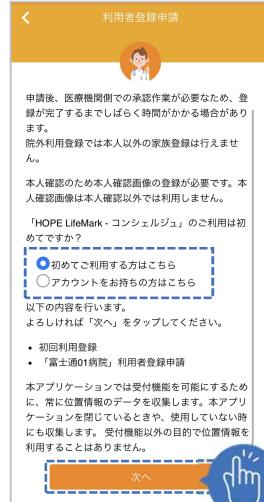 利用者登録申請
申請後、医療機関側での承認作業が必要なため、登
録が完了するまでしばらく時間がかかる場合があり
ます。
院外利用登録では本人以外の家族登録は行えませ
ん。
本人確認のため本人確認画像の登録が必要です。本
人確認画像は本人確認以外では利用しません。
「HOPE LifeMark - コンシェルジュ」のご利用は初
めてですか？
初めてご利用する方はこちら
アカウントをお持ちの方はこちら
以下の内容を行います。
よろしければ「次へ」をタップしてください。
• 初回利用登録
• 「富士通01病院」利用者登録申請
本アプリケーションでは受付機能を可能にするため
に、常に位置情報のデータを収集します。本アプリ
ケーションを閉じているときや、使用していない時
にも収集します。 受付機能以外の目的で位置情報を
利用することはありません。
次へ